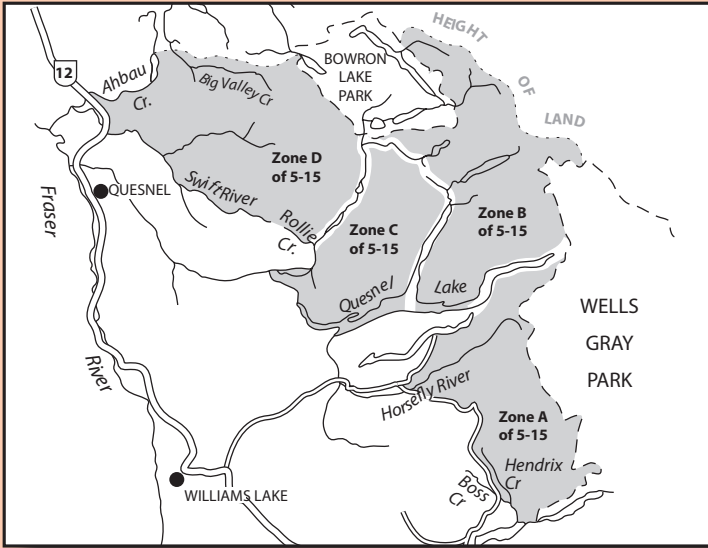 HEIGHT
OF
LAND
BOWRON
LAKE
PARK
12
Ahbau
Cr.
Big Valley Cr
Zone D
of 5-15
QUESNEL
Swift River
Fraser
Rollie
Cr.
Zone C
of 5-15
Zone B
of 5-15
Quesnel
Lake
WELLS
GRAY
PARK
River
Horsefly River
Zone A
of 5-15
Hendrix
Cr
Boss
Cr
WILLIAMS LAKE